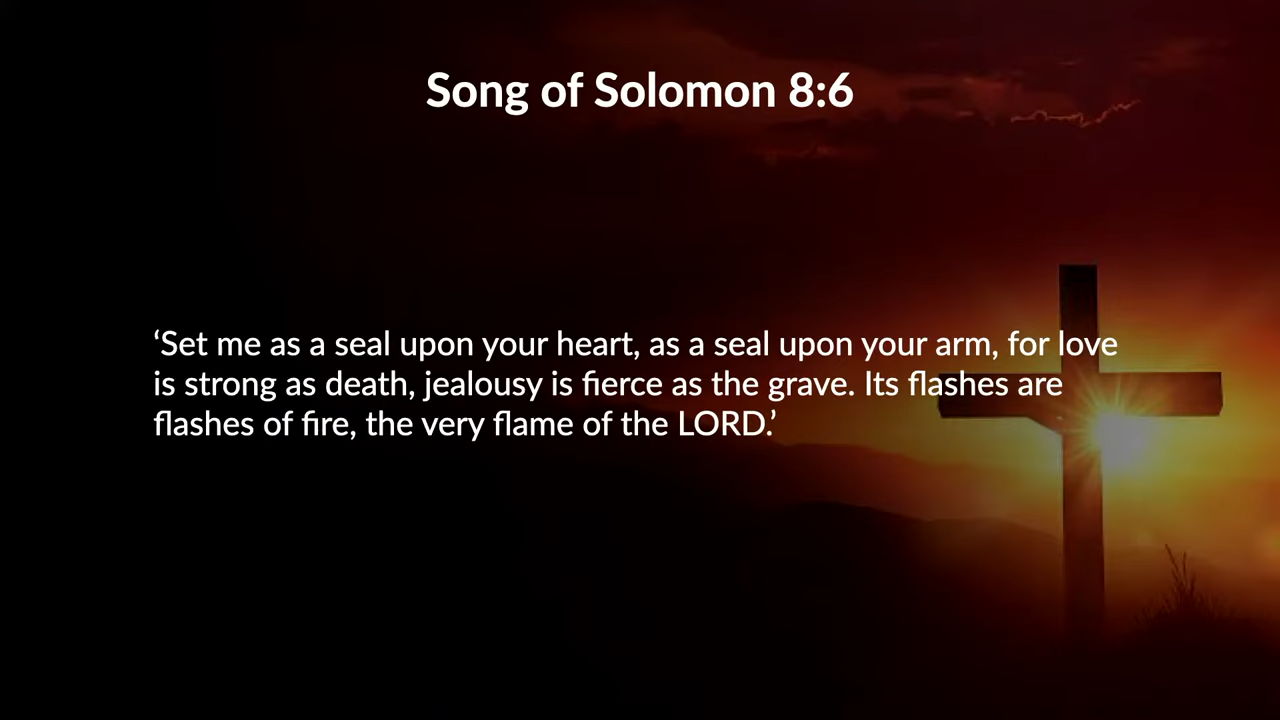 Song of Solomon 8:6
‘Set me as a seal upon your heart, as a seal upon your arm, for love
is strong as death, jealousy is fierce as the grave. Its flashes are
flashes of fire, the very flame of the LORD.’